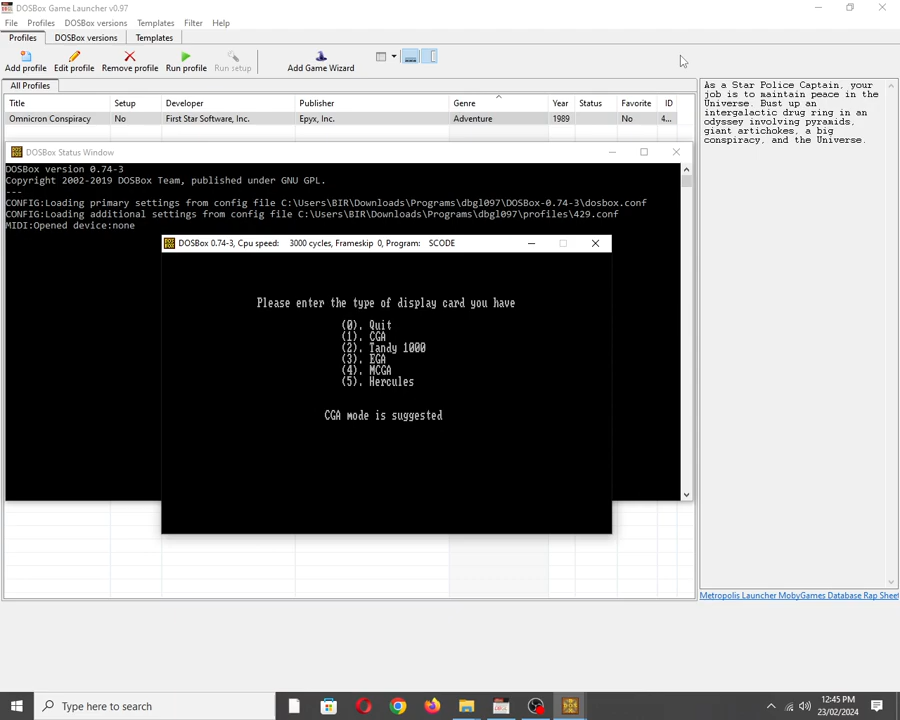 DOSBox Game Launcher v0.97
File Profiles DOSBox versions Templates Filter Help
Profiles DOSBox versions Templates
Add profile Edit profile Remove profile Run profile Run setup Add Game Wizard
All Profiles
Title Setup Developer Publisher Genre Year Status Favorite ID
Omnicron Conspiracy No First Star Software, Inc. Epyx, Inc. Adventure 1989 No 4...
As a Star Police Captain, your
job is to maintain peace in the
Universe. Bust up an
intergalactic drug ring in an
odyssey involving pyramids,
giant artichokes, a big
conspiracy, and the Universe.
DOSBox Status Window
DOSBox version 0.74-3
Copyright 2002-2019 DOSBox Team, published under GNU GPL.
---
CONFIG:Loading primary settings from config file C:\Users\BIR\Downloads\Programs\dbgl097\DOSBox-0.74-3\dosbox.conf
CONFIG:Loading additional settings from config file C:\Users\BIR\Downloads\Programs\dbgl097\profiles\429.conf
MIDI:Opened device:none
DOSBox 0.74-3, Cpu speed: 3000 cycles, Frameskip 0, Program: SCODE
Please enter the type of display card you have
(0). Quit
(1). CGA
(2). Tandy 1000
(3). EGA
(4). MCGA
(5). Hercules
CGA mode is suggested
Metropolis Launcher MobyGames Database Rap Sheet
Type here to search
12:45 PM
23/02/2024